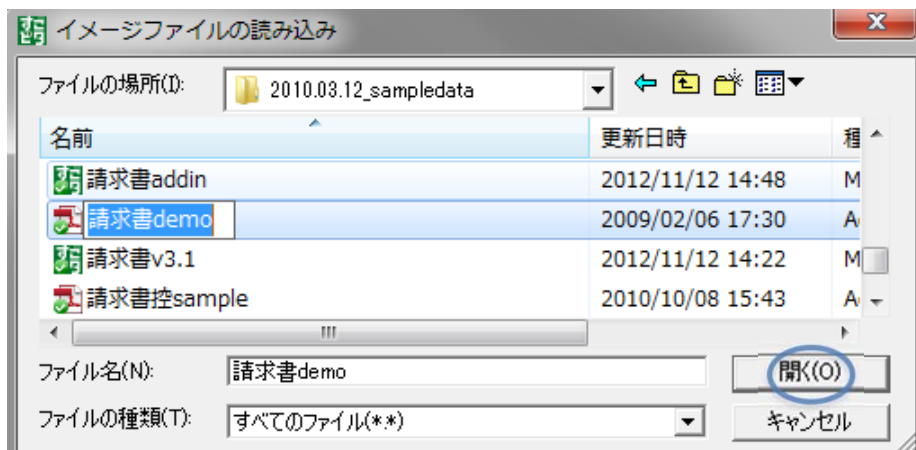 イメージファイルの読み込み
ファイルの場所(I): 2010.03.12_sampledata
名前 更新日時 種
請求書addin 2012/11/12 14:48 M
請求書demo 2009/02/06 17:30 A
請求書v3.1 2012/11/12 14:22 M
請求書控sample 2010/10/08 15:43 A
ファイル名(N): 請求書demo 開く(O)
ファイルの種類(T): すべてのファイル(*.*) キャンセル